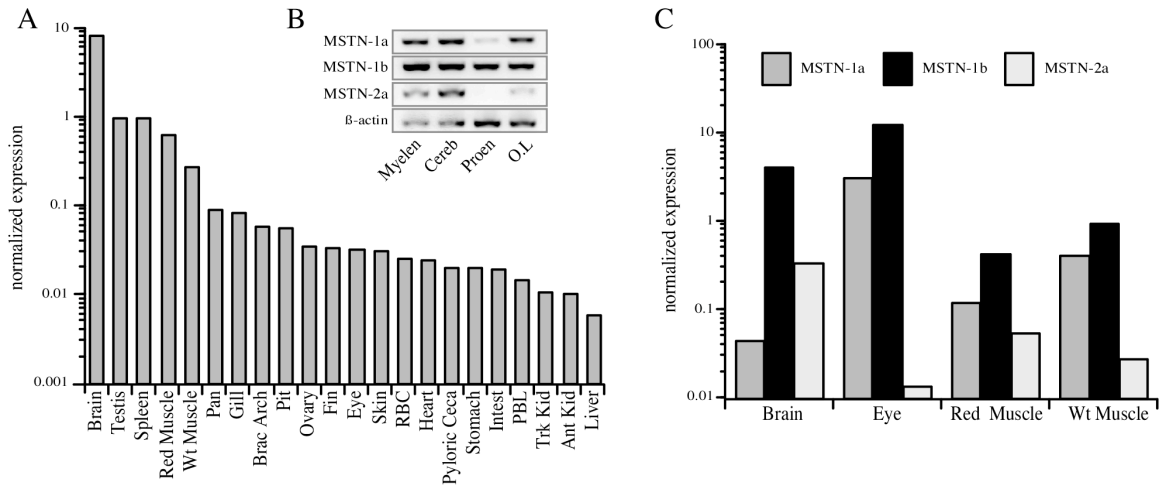 A
normalized expression
10
1
0.1
0.01
0.001
Brain
Testis
Spleen
Red Muscle
Wt Muscle
Pan
Gill
Brac Arch
Pit
Ovary
Fin
Eye
Skin
RBC
Heart
Pyloric Ceca
Stomach
Intest
PBL
Trk Kid
Ant Kid
Liver
B
MSTN-1a
MSTN-1b
MSTN-2a
ß-actin
Myelen
Cereb
Proen
O.L
C
normalized expression
100
10
1
0.1
0.01
MSTN-1a
MSTN-1b
MSTN-2a
Brain
Eye
Red Muscle
Wt Muscle